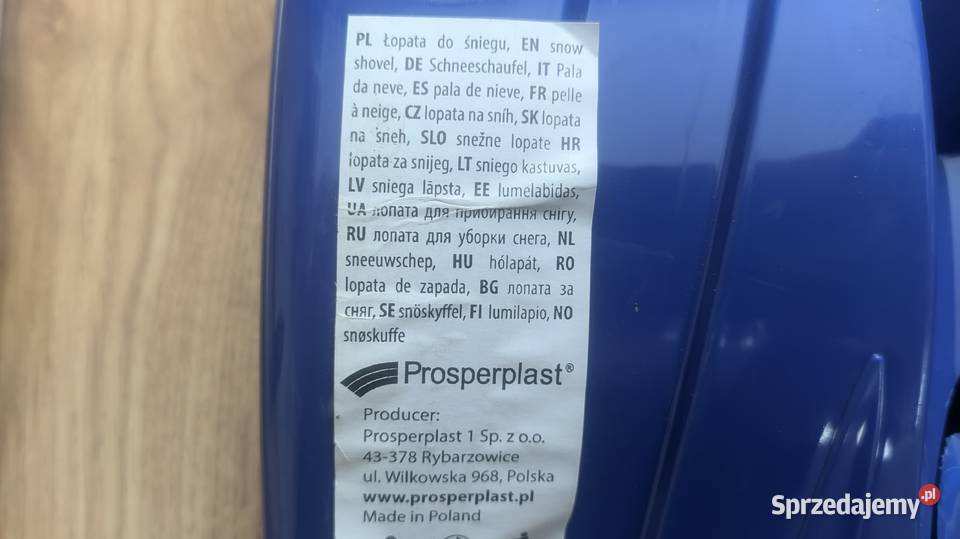 PL Łopata do śniegu, EN snow
shovel, DE Schneeschaufel, IT Pala
da neve, ES pala de nieve, FR pelle
à neige, CZ lopata na sníh, SK lopata
na sneh, SLO snežne lopate HR
lopata za snijeg, LT sniego kastuvas,
LV sniega lāpsta, EE lumelabidas,
UA лопата для прибирання снігу,
RU лопата для уборки снега, NL
sneeuwschep, HU hólapát, RO
lopata de zapada, BG лопата за
сняг, SE snöskyffel, FI lumilapio, NO
snøskuffe
Prosperplast®
Producer:
Prosperplast 1 Sp. z o.o.
43-378 Rybarzowice
ul. Wilkowska 968, Polska
www.prosperplast.pl
Made in Poland
Sprzedajemy.pl